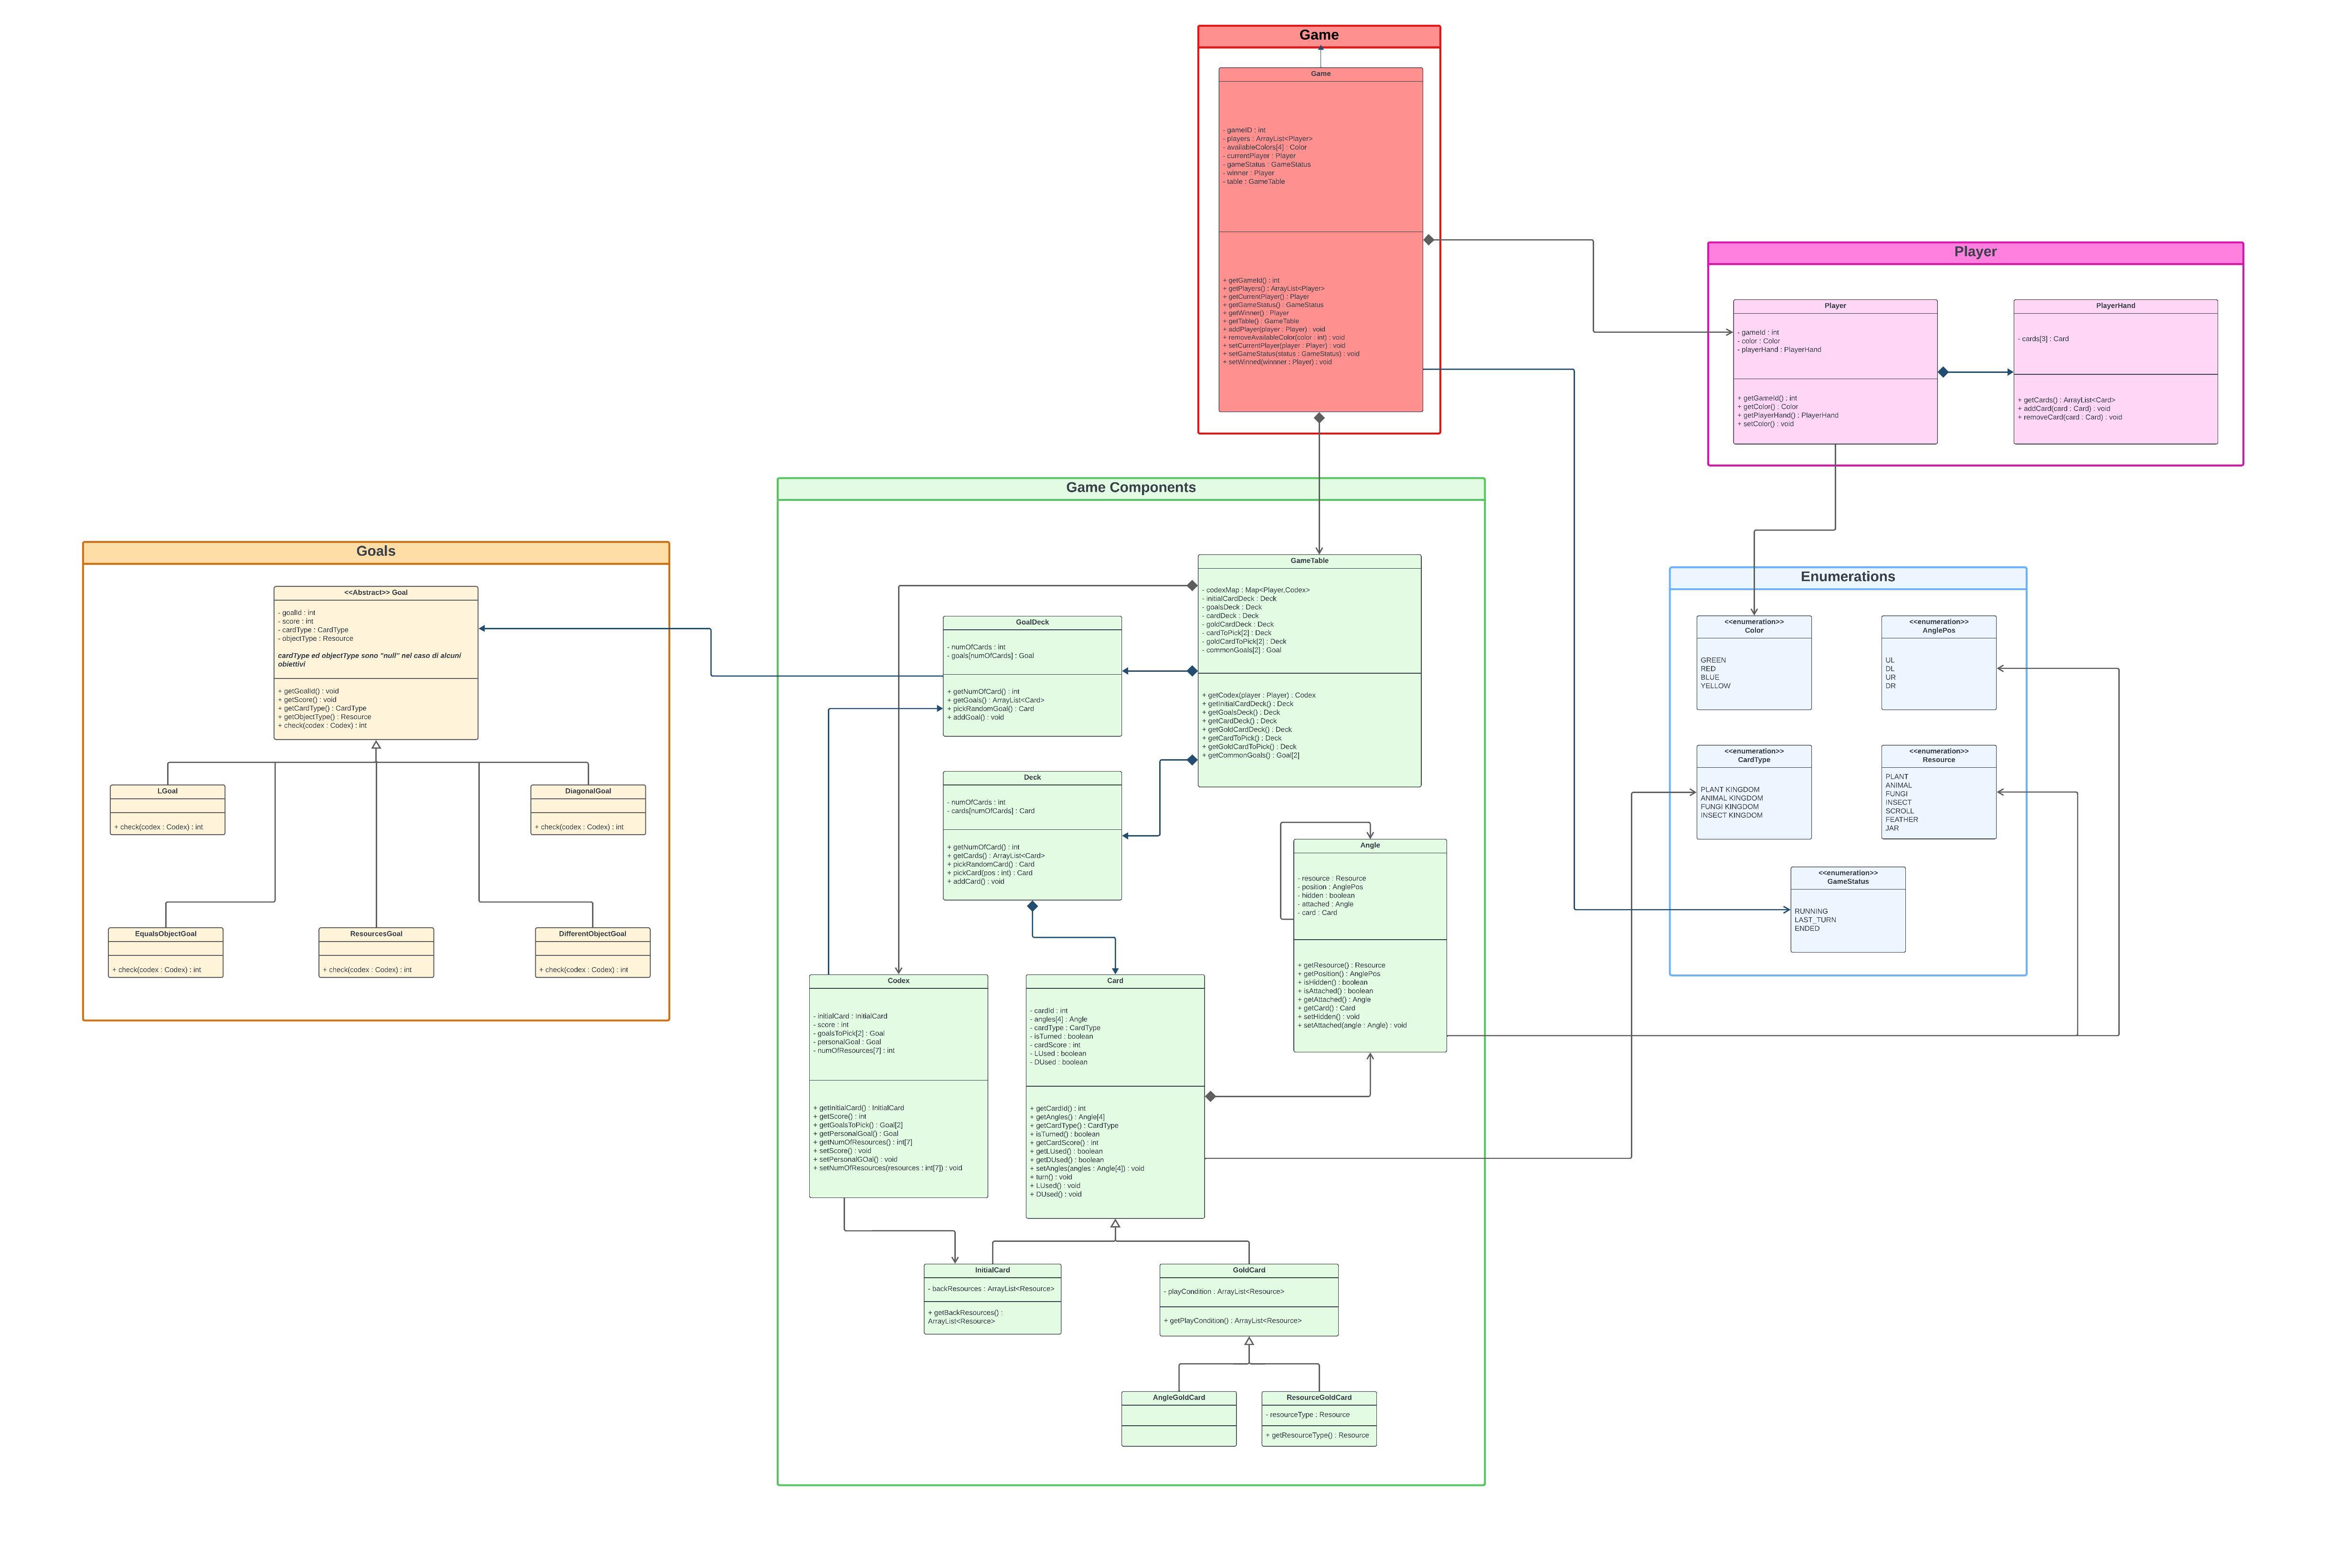 Game
Game
- gameID : int
- players : ArrayList<Player>
- availableColors[4] : Color
- currentPlayer : Player
- gameStatus : GameStatus
- winner : Player
- table : GameTable
+ getGameId() : int
+ getPlayers() : ArrayList<Player>
+ getCurrentPlayer() : Player
+ getGameStatus() : GameStatus
+ getWinner() : Player
+ getTable() : GameTable
+ addPlayer(player : Player) : void
+ removeAvailableColor(color : int) : void
+ setCurrentPlayer(player : Player) : void
+ setGameStatus(status : GameStatus) : void
+ setWinned(winnner : Player) : void
Player
Player
- gameId : int
- color : Color
- playerHand : PlayerHand
+ getGameId() : int
+ getColor() : Color
+ getPlayerHand() : PlayerHand
+ setColor() : void
PlayerHand
- cards[3] : Card
+ getCards() : ArrayList<Card>
+ addCard(card : Card) : void
+ removeCard(card : Card) : void
Goals
<<Abstract>> Goal
- goalId : int
- score : int
- cardType : CardType
- objectType : Resource
cardType ed objectType sono "null" nel caso di alcuni
obiettivi
+ getGoalId() : void
+ getScore() : void
+ getCardType() : CardType
+ getObjectType() : Resource
+ check(codex : Codex) : int
LGoal
+ check(codex : Codex) : int
DiagonalGoal
+ check(codex : Codex) : int
EqualsObjectGoal
+ check(codex : Codex) : int
ResourcesGoal
+ check(codex : Codex) : int
DifferentObjectGoal
+ check(codex : Codex) : int
Game Components
GameTable
- codexMap : Map<Player,Codex>
- initialCardDeck : Deck
- goalsDeck : Deck
- cardDeck : Deck
- goldCardDeck : Deck
- cardToPick[2] : Deck
- goldCardToPick[2] : Deck
- commonGoals[2] : Goal
+ getCodex(player : Player) : Codex
+ getInitialCardDeck() : Deck
+ getGoalsDeck() : Deck
+ getCardDeck() : Deck
+ getGoldCardDeck() : Deck
+ getCardToPick() : Deck
+ getGoldCardToPick() : Deck
+ getCommonGoals() : Goal[2]
GoalDeck
- numOfCards : int
- goals[numOfCards] : Goal
+ getNumOfCard() : int
+ getGoals() : ArrayList<Card>
+ pickRandomGoal() : Card
+ addGoal() : void
Deck
- numOfCards : int
- cards[numOfCards] : Card
+ getNumOfCard() : int
+ getCards() : ArrayList<Card>
+ pickRandomCard() : Card
+ pickCard(pos : int) : Card
+ addCard() : void
Angle
- resource : Resource
- position : AnglePos
- hidden : boolean
- attached : Angle
- card : Card
+ getResource() : Resource
+ getPosition() : AnglePos
+ isHidden() : boolean
+ isAttached() : boolean
+ getAttached() : Angle
+ getCard() : Card
+ setHidden() : void
+ setAttached(angle : Angle) : void
Codex
- initialCard : InitialCard
- score : int
- goalsToPick[2] : Goal
- personalGoal : Goal
- numOfResources[7] : int
+ getInitialCard() : InitialCard
+ getScore() : int
+ getGoalsToPick() : Goal[2]
+ getPersonalGoal() : Goal
+ getNumOfResources() : int[7]
+ setScore() : void
+ setPersonalGOal() : void
+ setNumOfResources(resources : int[7]) : void
Card
- cardId : int
- angles[4] : Angle
- cardType : CardType
- isTurned : boolean
- cardScore : int
- LUsed : boolean
- DUsed : boolean
+ getCardId() : int
+ getAngles() : Angle[4]
+ getCardType() : CardType
+ isTurned() : boolean
+ getCardScore() : int
+ getLUsed() : boolean
+ getDUsed() : boolean
+ setAngles(angles : Angle[4]) : void
+ turn() : void
+ LUsed() : void
+ DUsed() : void
InitialCard
- backResources : ArrayList<Resource>
+ getBackResources() :
ArrayList<Resource>
GoldCard
- playCondition : ArrayList<Resource>
+ getPlayCondition() : ArrayList<Resource>
AngleGoldCard
ResourceGoldCard
- resourceType : Resource
+ getResourceType() : Resource
Enumerations
<<enumeration>>
Color
GREEN
RED
BLUE
YELLOW
<<enumeration>>
AnglePos
UL
DL
UR
DR
<<enumeration>>
CardType
PLANT KINGDOM
ANIMAL KINGDOM
FUNGI KINGDOM
INSECT KINGDOM
<<enumeration>>
Resource
PLANT
ANIMAL
FUNGI
INSECT
SCROLL
FEATHER
JAR
<<enumeration>>
GameStatus
RUNNING
LAST_TURN
ENDED